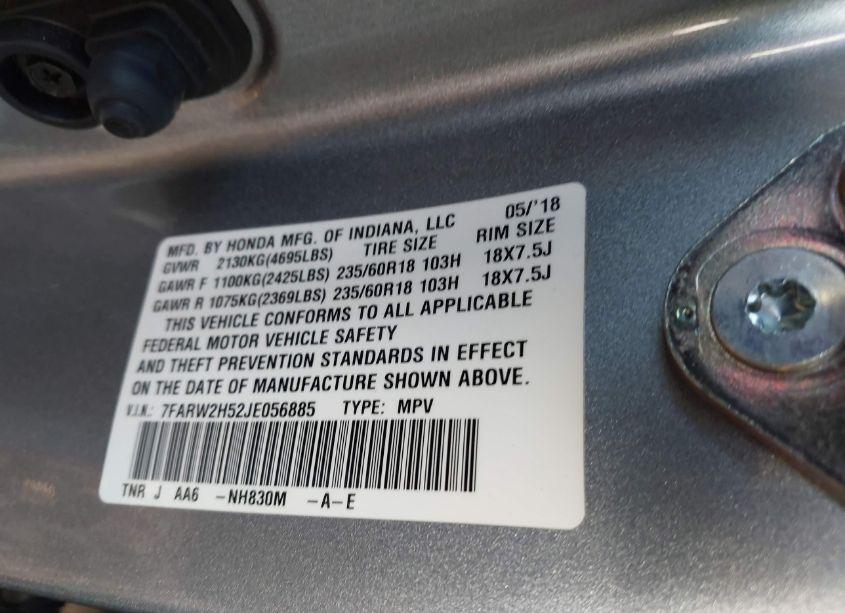 MFD. BY HONDA MFG. OF INDIANA, LLC 05/'18
GVWR 2130KG(4695LBS) TIRE SIZE RIM SIZE
GAWR F 1100KG(2425LBS) 235/60R18 103H 18X7.5J
GAWR R 1075KG(2369LBS) 235/60R18 103H 18X7.5J
THIS VEHICLE CONFORMS TO ALL APPLICABLE
FEDERAL MOTOR VEHICLE SAFETY
AND THEFT PREVENTION STANDARDS IN EFFECT
ON THE DATE OF MANUFACTURE SHOWN ABOVE.
V.I.N.: 7FARW2H52JE056885 TYPE: MPV
TNR J AA6 -NH830M -A-E